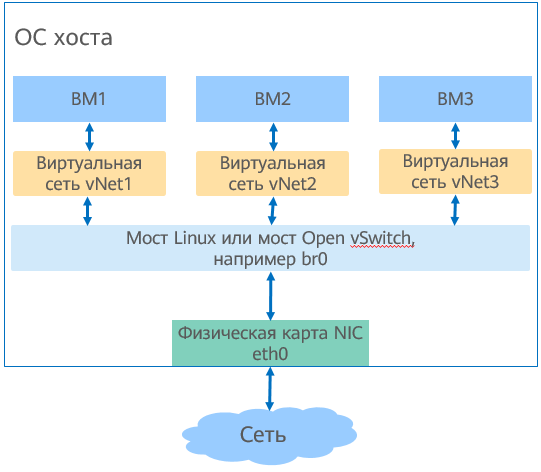 ОС хоста
ВМ1
ВМ2
ВМ3
Виртуальная
сеть vNet1
Виртуальная
сеть vNet2
Виртуальная
сеть vNet3
Мост Linux или мост Open vSwitch,
например br0
Физическая карта NIC
eth0
Сеть